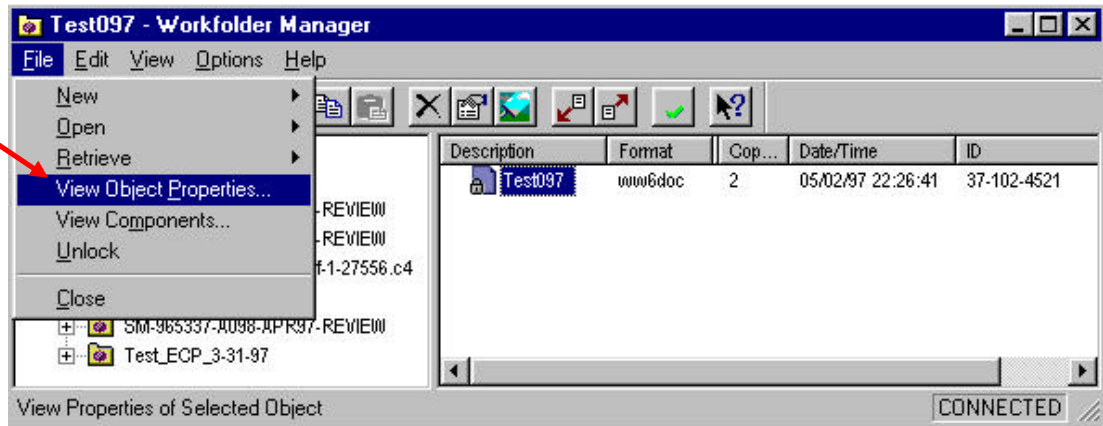 Test097 - Workfolder Manager
File Edit View Options Help
New
Open
Retrieve
View Object Properties...
View Components...
Unlock
Close
-REVIEW
-REVIEW
f-1-27556.c4
SM-965337-A098-APR97-REVIEW
Test_ECP_3-31-97
Description Format Cop... Date/Time ID
Test097 ww6doc 2 05/02/97 22:26:41 37-102-4521
View Properties of Selected Object CONNECTED